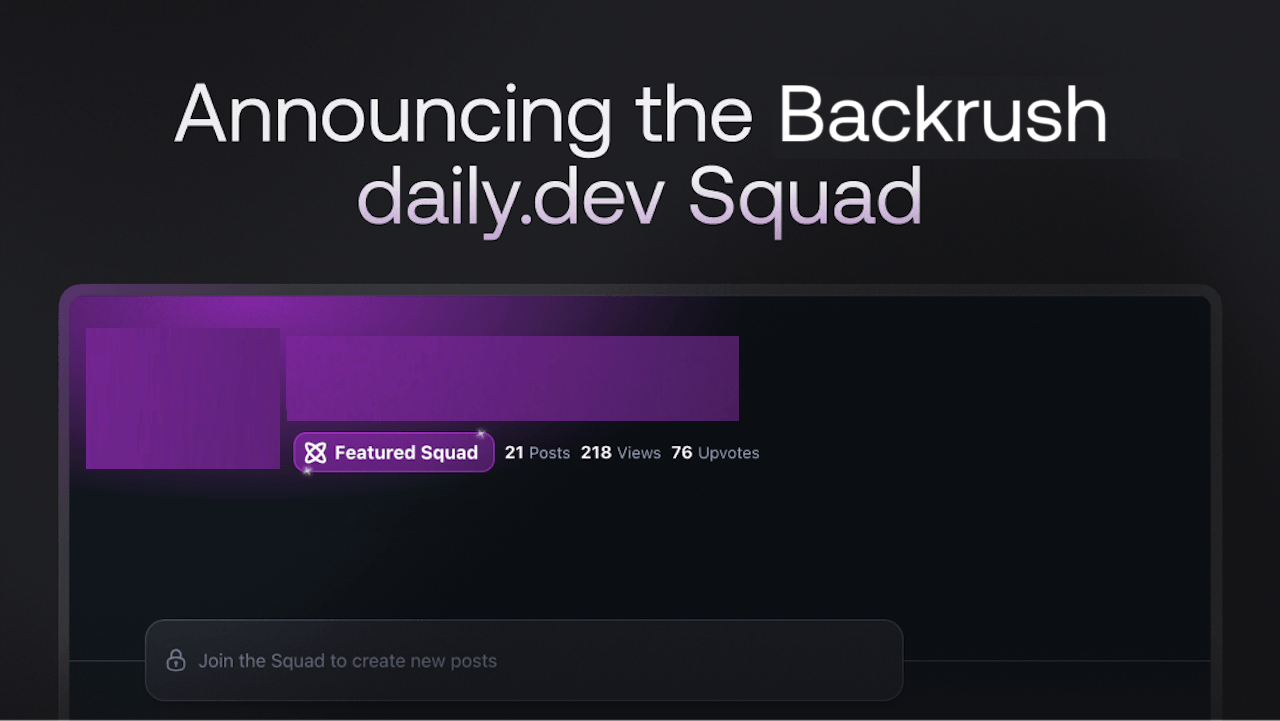 Announcing the Backrush
daily.dev Squad
Featured Squad 21 Posts 218 Views 76 Upvotes
Join the Squad to create new posts